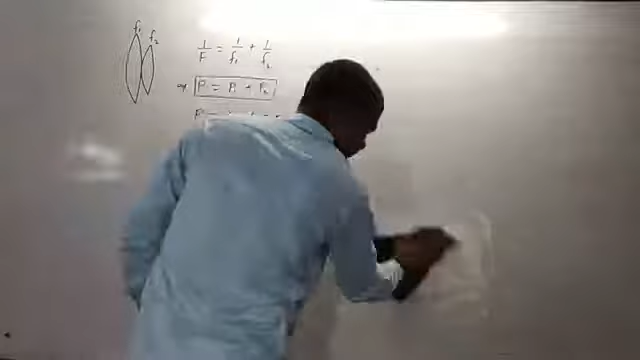 f₁ f₂
1/F = 1/f₁ + 1/f₂
⇒ P = P₁ + P₂